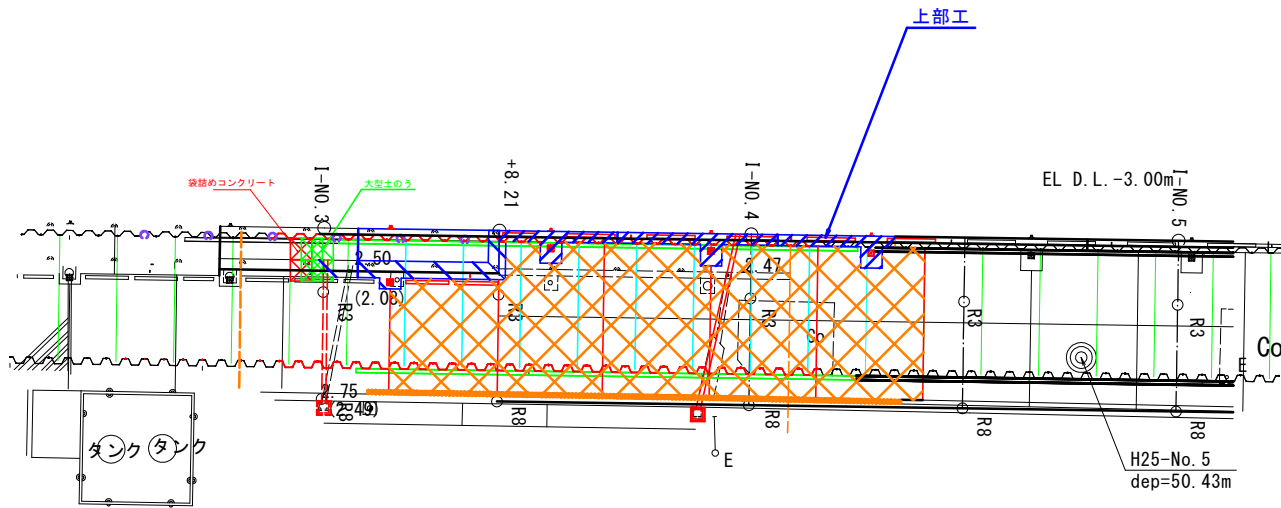 上部工
袋詰めコンクリート
大型土のう
I-NO.3
+8.21
I-NO.4
EL D.L.-3.00m
I-NO.5
2.50
2.47
(2.03)
R3
R3
R3
R3
R3
Co
Co
E
2.75
(2.49)
R8
R8
R8
R8
R8
E
タンク
タンク
H25-No.5
dep=50.43m